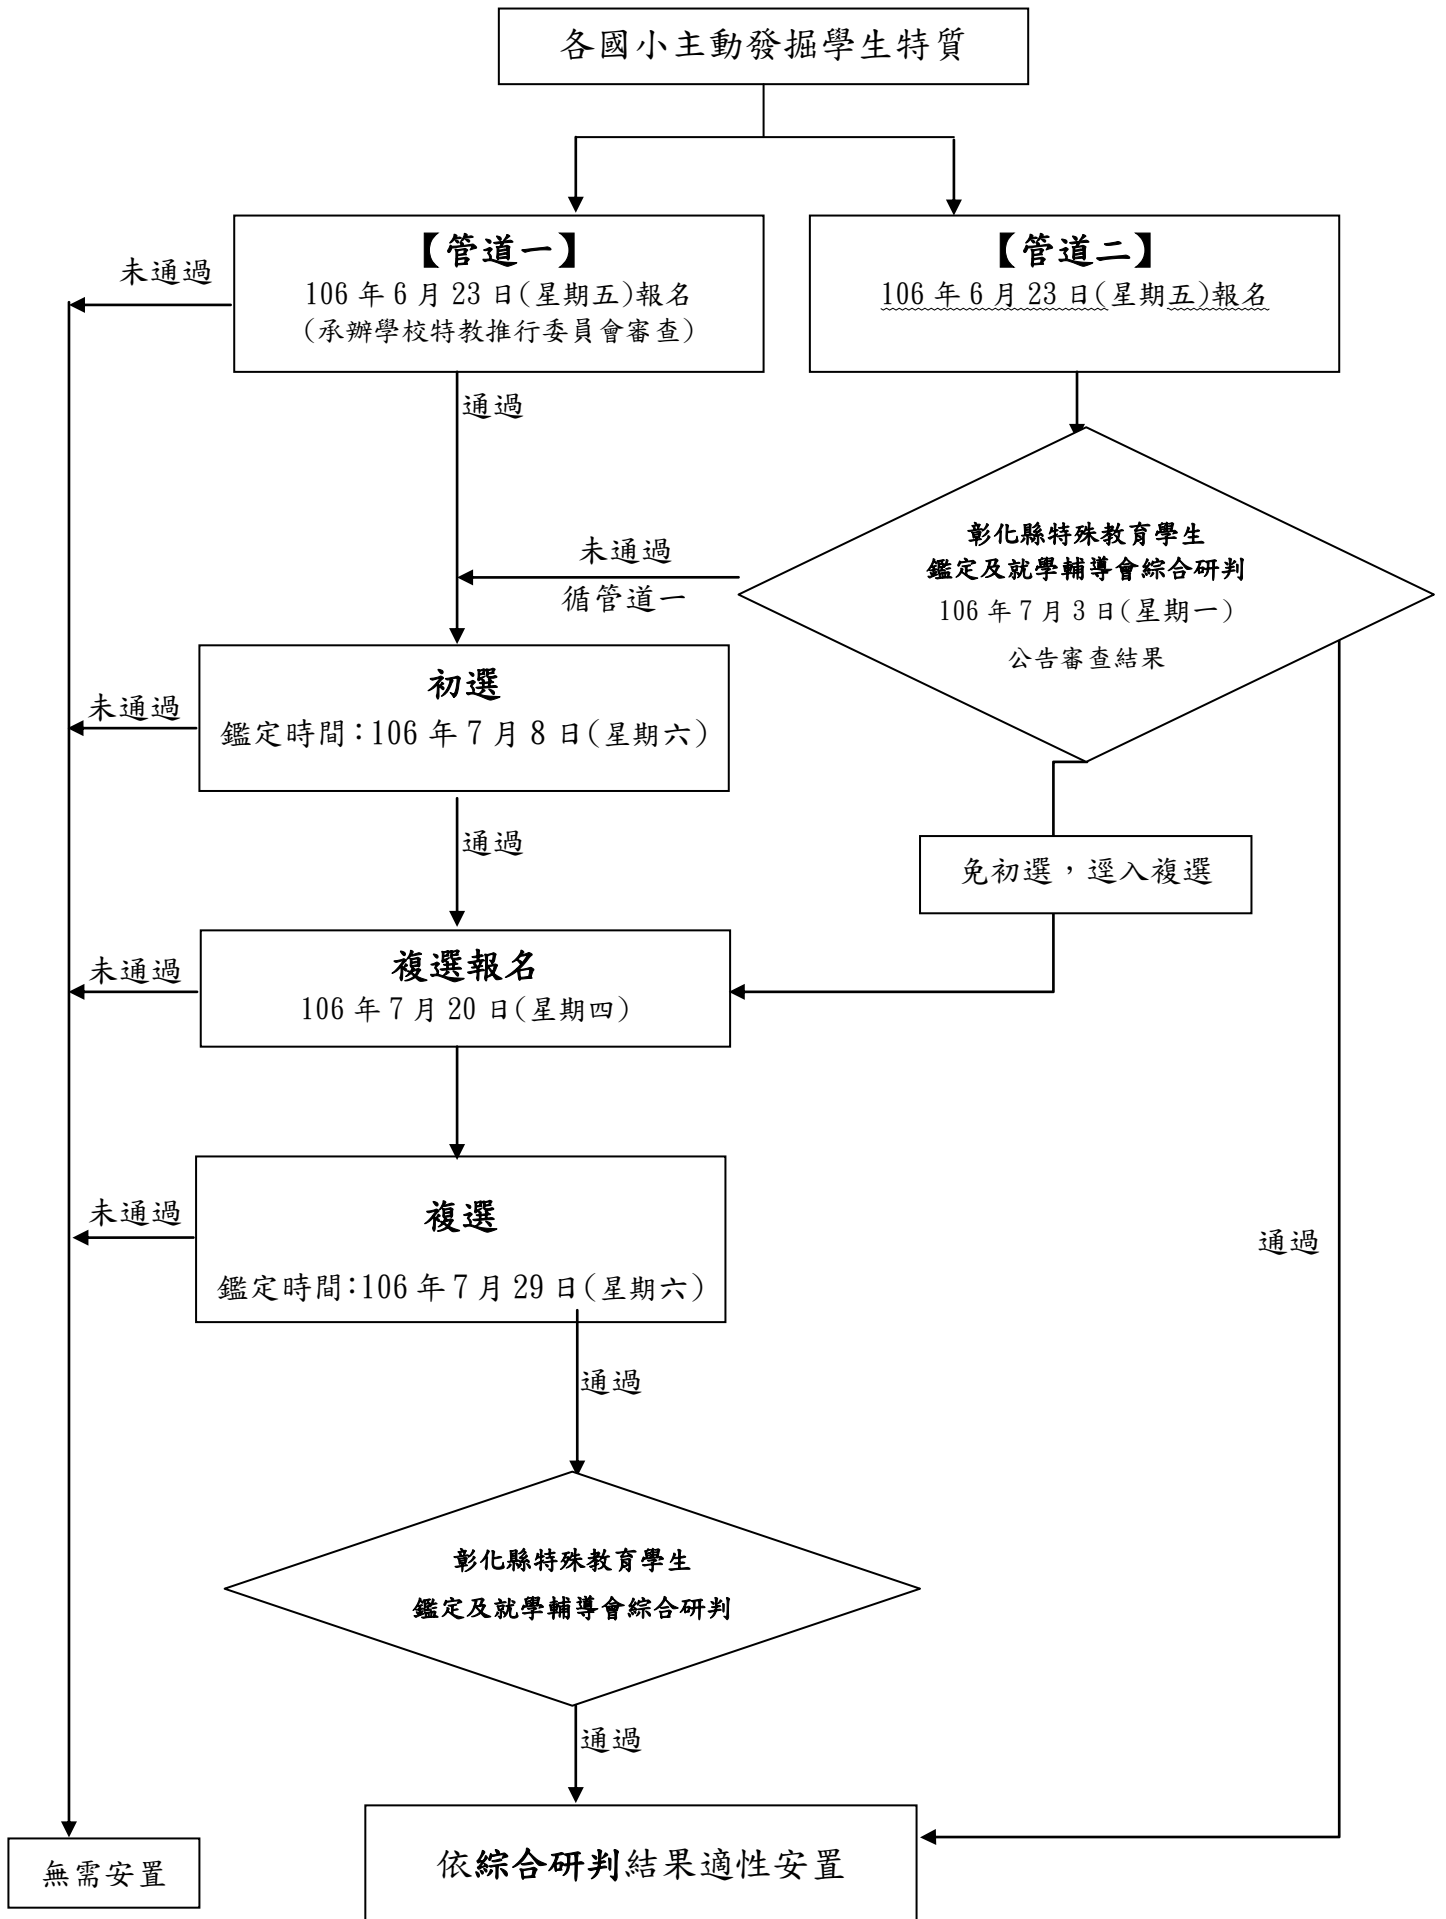 各國小主動發掘學生特質
【管道一】
106 年 6 月 23 日(星期五)報名
(承辦學校特教推行委員會審查)
【管道二】
106 年 6 月 23 日(星期五)報名
未通過
通過
彰化縣特殊教育學生
鑑定及就學輔導會綜合研判
106 年 7 月 3 日(星期一)
公告審查結果
未通過
循管道一
初選
鑑定時間：106 年 7 月 8 日(星期六)
未通過
通過
免初選，逕入複選
複選報名
106 年 7 月 20 日(星期四)
未通過
複選
鑑定時間：106 年 7 月 29 日(星期六)
未通過
通過
通過
彰化縣特殊教育學生
鑑定及就學輔導會綜合研判
通過
依綜合研判結果適性安置
無需安置